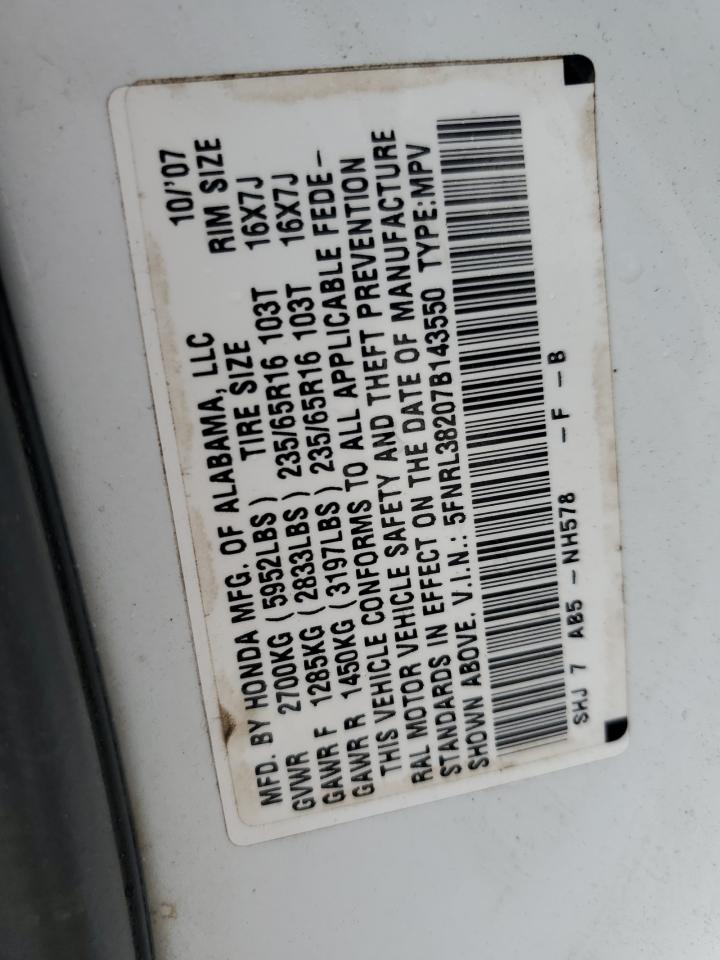 MFD. BY HONDA MFG. OF ALABAMA, LLC 10/'07
GVWR 2700KG (5952LBS) TIRE SIZE RIM SIZE
GAWR F 1285KG (2833LBS) 235/65R16 103T 16X7J
GAWR R 1450KG (3197LBS) 235/65R16 103T 16X7J
THIS VEHICLE CONFORMS TO ALL APPLICABLE FEDE-
RAL MOTOR VEHICLE SAFETY AND THEFT PREVENTION
STANDARDS IN EFFECT ON THE DATE OF MANUFACTURE
SHOWN ABOVE. V.I.N.: 5FNRL38207B143550 TYPE:MPV
SHJ 7 AB5 -NH578 -F -B